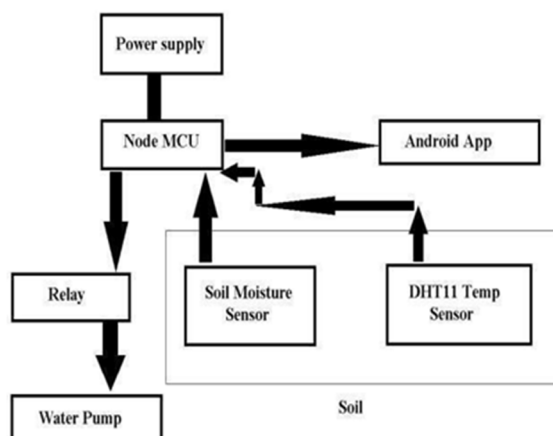 Power supply
Node MCU
Android App
Soil Moisture
Sensor
DHT11 Temp
Sensor
Relay
Water Pump
Soil